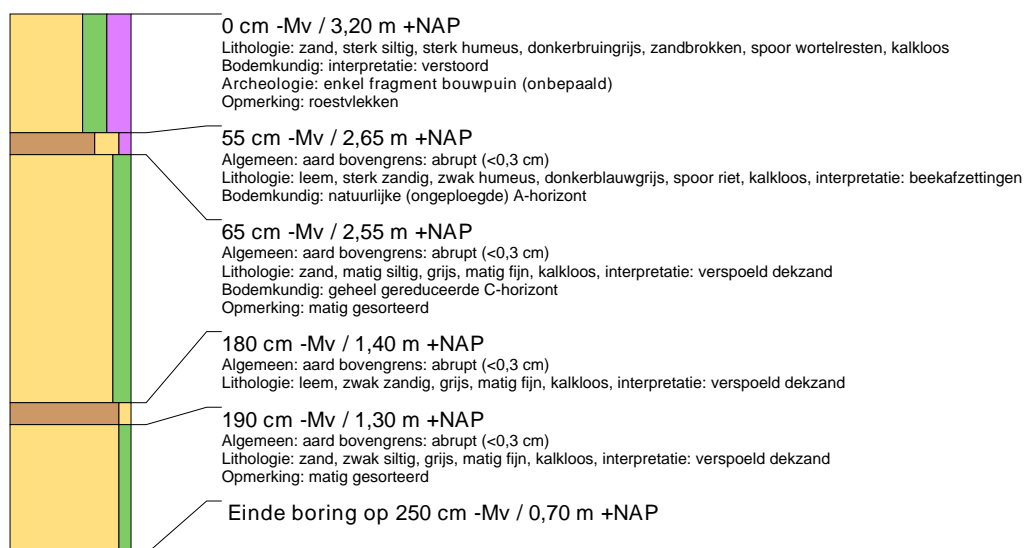 0 cm -Mv / 3,20 m +NAP
Lithologie: zand, sterk siltig, sterk humeus, donkerbruingrijs, zandbrokken, spoor wortelresten, kalkloos
Bodemkundig: interpretatie: verstoord
Archeologie: enkel fragment bouwpuin (onbepaald)
Opmerking: roestvlekken
55 cm -Mv / 2,65 m +NAP
Algemeen: aard bovengrens: abrupt (<0,3 cm)
Lithologie: leem, sterk zandig, zwak humeus, donkerblauwgrijs, spoor riet, kalkloos, interpretatie: beekafzettingen
Bodemkundig: natuurlijke (ongeploegde) A-horizont
65 cm -Mv / 2,55 m +NAP
Algemeen: aard bovengrens: abrupt (<0,3 cm)
Lithologie: zand, matig siltig, grijs, matig fijn, kalkloos, interpretatie: verspoeld dekzand
Bodemkundig: geheel gereduceerde C-horizont
Opmerking: matig gesorteerd
180 cm -Mv / 1,40 m +NAP
Algemeen: aard bovengrens: abrupt (<0,3 cm)
Lithologie: leem, zwak zandig, grijs, matig fijn, kalkloos, interpretatie: verspoeld dekzand
190 cm -Mv / 1,30 m +NAP
Algemeen: aard bovengrens: abrupt (<0,3 cm)
Lithologie: zand, zwak siltig, grijs, matig fijn, kalkloos, interpretatie: verspoeld dekzand
Opmerking: matig gesorteerd
Einde boring op 250 cm -Mv / 0,70 m +NAP